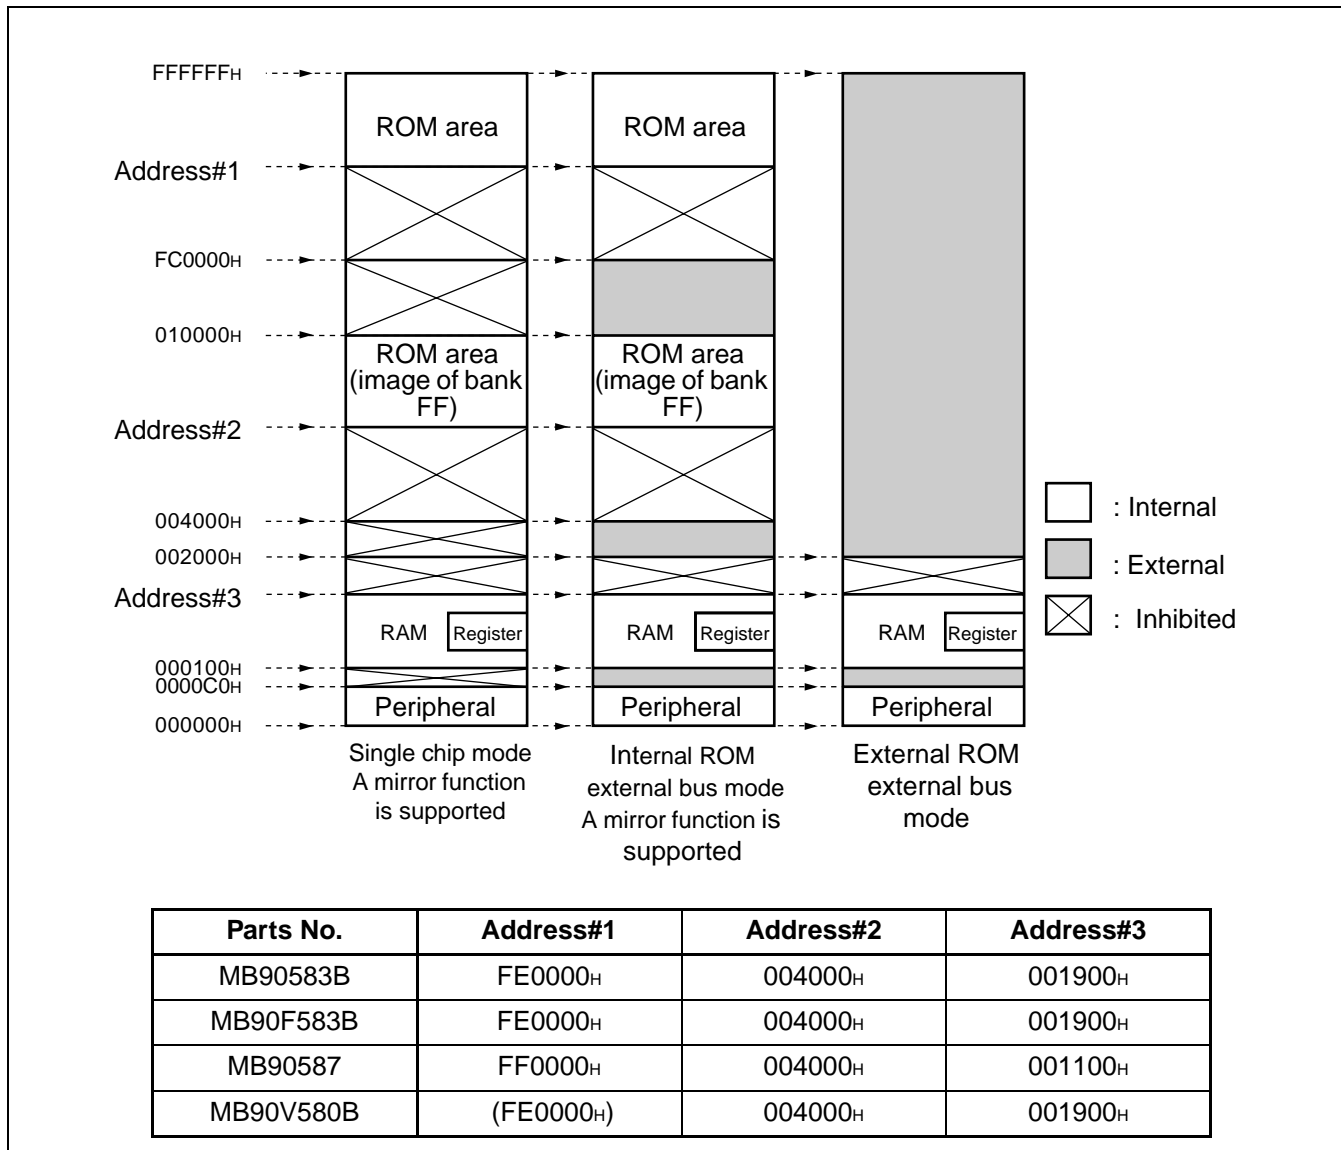 FFFFFFH
ROM area
ROM area
Address#1
FC0000H
010000H
ROM area
(image of bank
FF)
ROM area
(image of bank
FF)
Address#2
004000H
002000H
Address#3
RAM
Register
RAM
Register
RAM
Register
000100H
0000C0H
Peripheral
Peripheral
Peripheral
000000H
: Internal
: External
: Inhibited
Single chip mode
A mirror function
is supported
Internal ROM
external bus mode
A mirror function is
supported
External ROM
external bus
mode
Parts No. Address#1 Address#2 Address#3
MB90583B FE0000H 004000H 001900H
MB90F583B FE0000H 004000H 001900H
MB90587 FF0000H 004000H 001100H
MB90V580B (FE0000H) 004000H 001900H